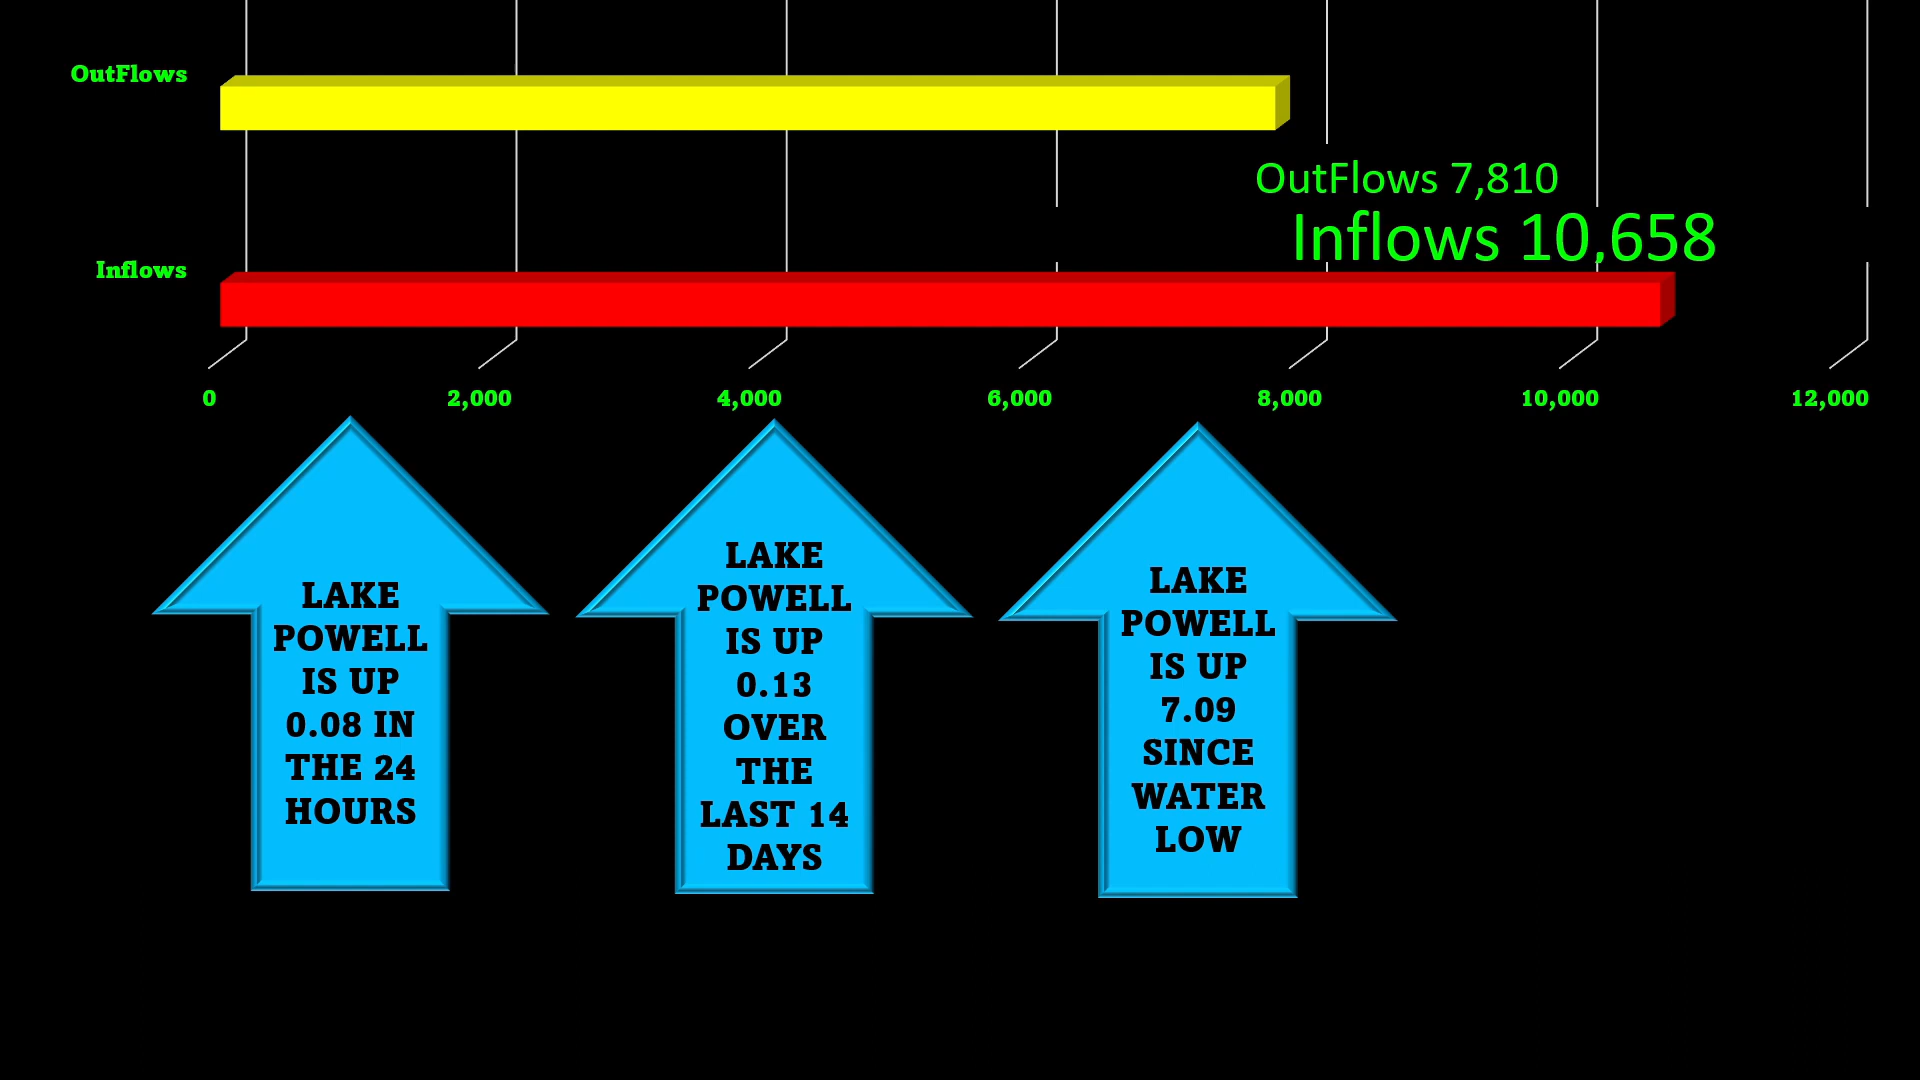 OutFlows
OutFlows 7,810
Inflows 10,658
Inflows
0 2,000 4,000 6,000 8,000 10,000 12,000
LAKE
POWELL
IS UP
0.08 IN
THE 24
HOURS
LAKE
POWELL
IS UP
0.13
OVER
THE
LAST 14
DAYS
LAKE
POWELL
IS UP
7.09
SINCE
WATER
LOW